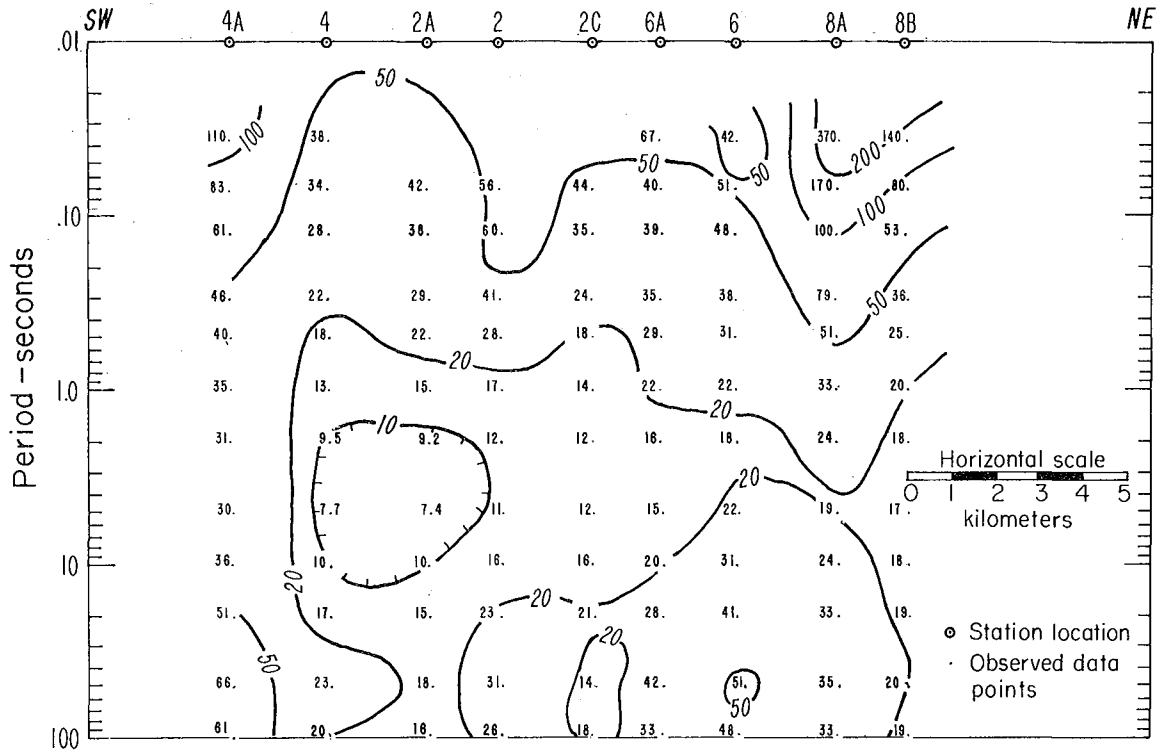 SW 4A 4 2A 2 2C 6A 6 8A 8B NE
.01
50
110. 100 38. 67. 42. 370. 140.
50 50 200
83. 34. 42. 56. 44. 40. 51. 170. 80.
.10 100
61. 28. 38. 60. 35. 39. 48. 100. 53.
46. 22. 29. 41. 24. 35. 38. 79. 36. 50
40. 18. 22. 28. 18. 29. 31. 51. 25.
20
1.0 35. 13. 15. 17. 14. 22. 22. 33. 20.
20
10
31. 9.5 9.2 12. 12. 16. 18. 24. 18.
Horizontal scale
20
0 1 2 3 4 5
kilometers
30. 7.7 7.4 11. 12. 15. 22. 19. 17.
10 36. 10. 10. 16. 16. 20. 31. 24. 18.
20 20
51. 17. 15. 23. 21. 28. 41. 33. 19.
20
Station location
50
Observed data
points
66. 23. 18. 31. 14. 42. 51. 35. 20.
50
100 61. 20. 16. 26. 18. 33. 48. 33. 19.
Period – seconds